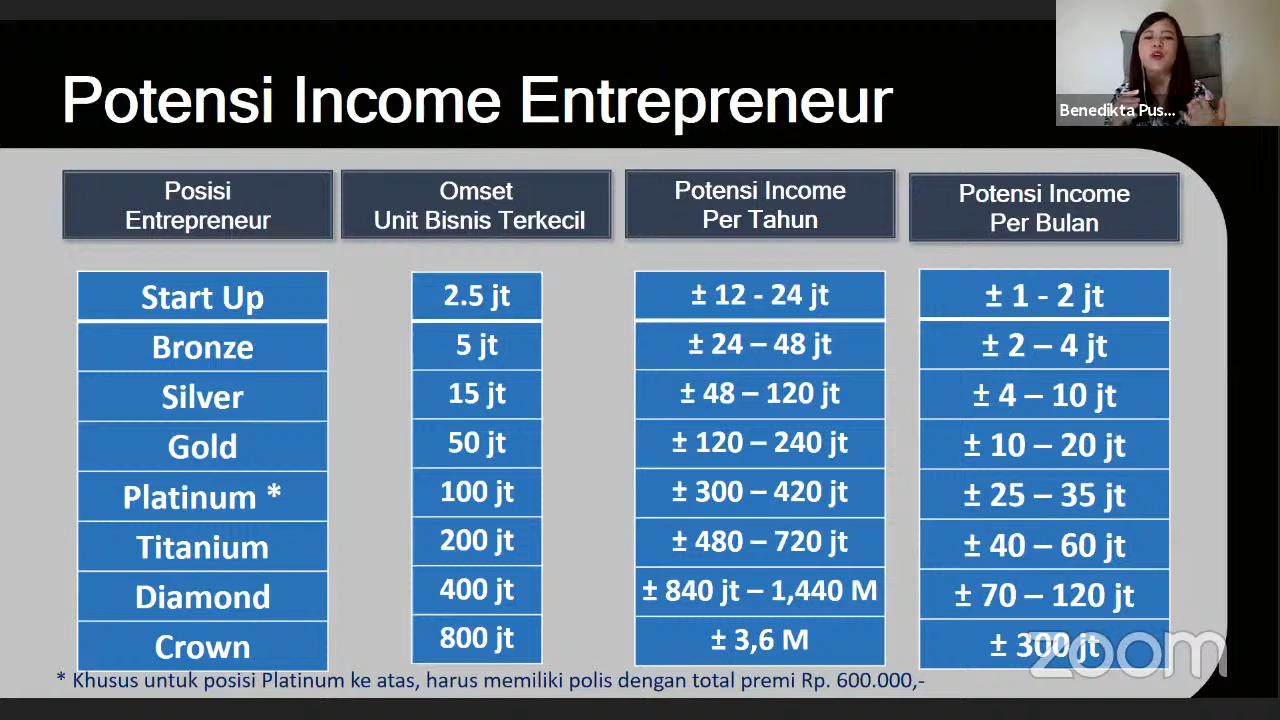 Potensi Income Entrepreneur
Benedikta Pus...
Posisi
Entrepreneur
Omset
Unit Bisnis Terkecil
Potensi Income
Per Tahun
Potensi Income
Per Bulan
Start Up
2.5 jt
± 12 - 24 jt
± 1 - 2 jt
Bronze
5 jt
± 24 – 48 jt
± 2 – 4 jt
Silver
15 jt
± 48 – 120 jt
± 4 – 10 jt
Gold
50 jt
± 120 – 240 jt
± 10 – 20 jt
Platinum *
100 jt
± 300 – 420 jt
± 25 – 35 jt
Titanium
200 jt
± 480 – 720 jt
± 40 – 60 jt
Diamond
400 jt
± 840 jt – 1,440 M
± 70 – 120 jt
Crown
800 jt
± 3,6 M
± 300 jt
zoom
* Khusus untuk posisi Platinum ke atas, harus memiliki polis dengan total premi Rp. 600.000,-